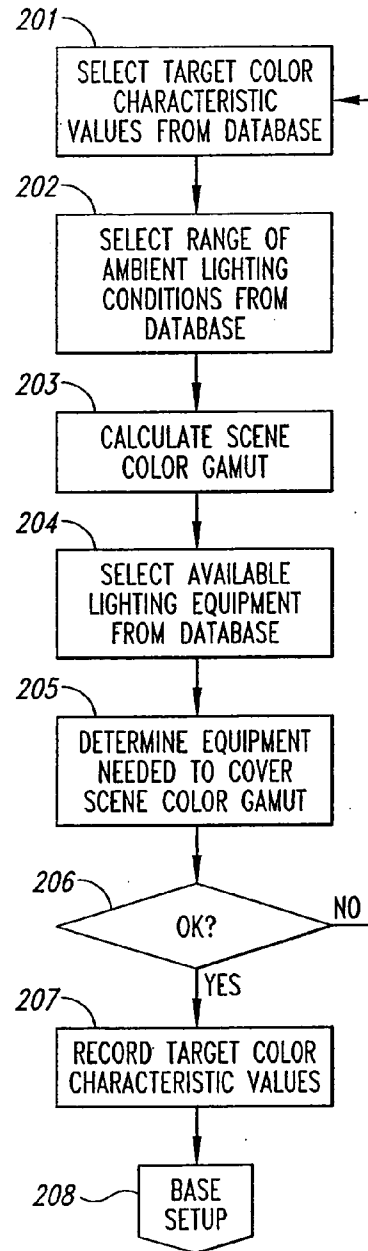 201
SELECT TARGET COLOR
CHARACTERISTIC
VALUES FROM DATABASE
202
SELECT RANGE OF
AMBIENT LIGHTING
CONDITIONS FROM
DATABASE
203
CALCULATE SCENE
COLOR GAMUT
204
SELECT AVAILABLE
LIGHTING EQUIPMENT
FROM DATABASE
205
DETERMINE EQUIPMENT
NEEDED TO COVER
SCENE COLOR GAMUT
206
OK?
NO
YES
207
RECORD TARGET COLOR
CHARACTERISTIC VALUES
208
BASE
SETUP